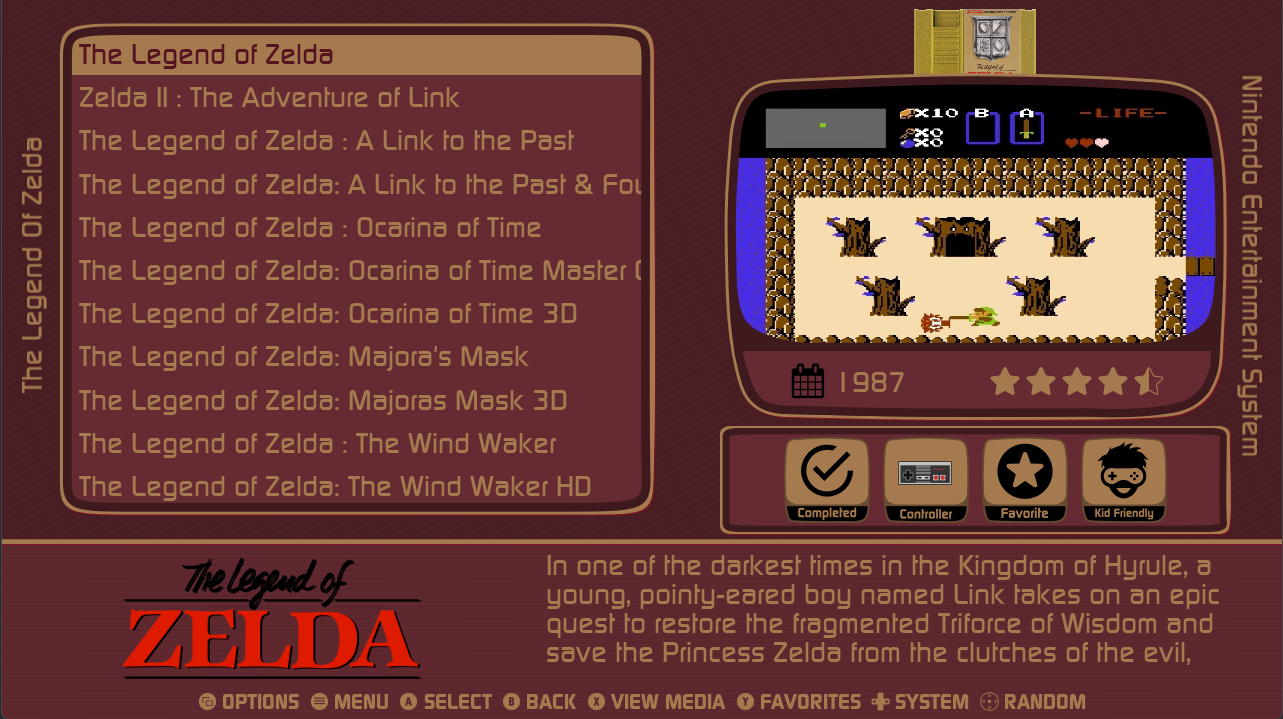 The Legend Of Zelda
The Legend of Zelda
Zelda II : The Adventure of Link
The Legend of Zelda : A Link to the Past
The Legend of Zelda: A Link to the Past & Fou
The Legend of Zelda : Ocarina of Time
The Legend of Zelda: Ocarina of Time Master
The Legend of Zelda: Ocarina of Time 3D
The Legend of Zelda: Majora's Mask
The Legend of Zelda: Majoras Mask 3D
The Legend of Zelda : The Wind Waker
The Legend of Zelda: The Wind Waker HD
X10 B A -LIFE-
X0
X0
1987
Nintendo Entertainment System
Completed
Controller
Favorite
Kid Friendly
The Legend of
ZELDA
In one of the darkest times in the Kingdom of Hyrule, a
young, pointy-eared boy named Link takes on an epic
quest to restore the fragmented Triforce of Wisdom and
save the Princess Zelda from the clutches of the evil,
OPTIONS MENU A SELECT B BACK X VIEW MEDIA Y FAVORITES SYSTEM RANDOM